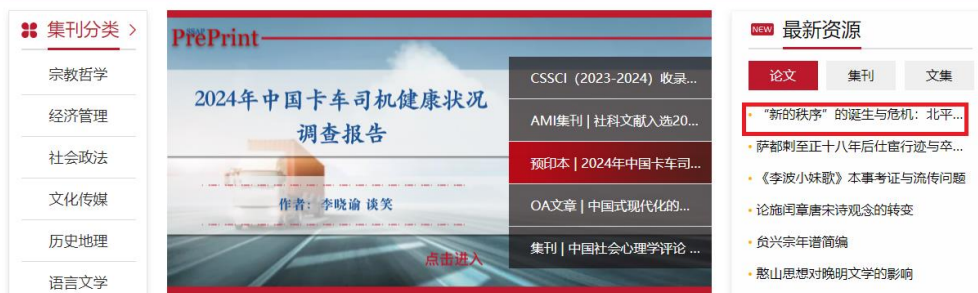 集刊分类 >
宗教哲学
经济管理
社会政法
文化传媒
历史地理
语言文学
PrePrint
2024年中国卡车司机健康状况
调查报告
作者：李晓谕 谈笑
点击进入
CSSCI（2023-2024）收录...
AMI集刊 | 社科文献入选20...
预印本 | 2024年中国卡车司...
OA文章 | 中国式现代化的...
集刊 | 中国社会心理学评论 ...
NEW 最新资源
论文 集刊 文集
“新的秩序”的诞生与危机：北平...
萨都剌至正十八年后仕宦行迹与卒...
《李波小妹歌》本事考证与流传问题
论施闰章唐宋诗观念的转变
贠兴宗年谱简编
憨山思想对晚明文学的影响